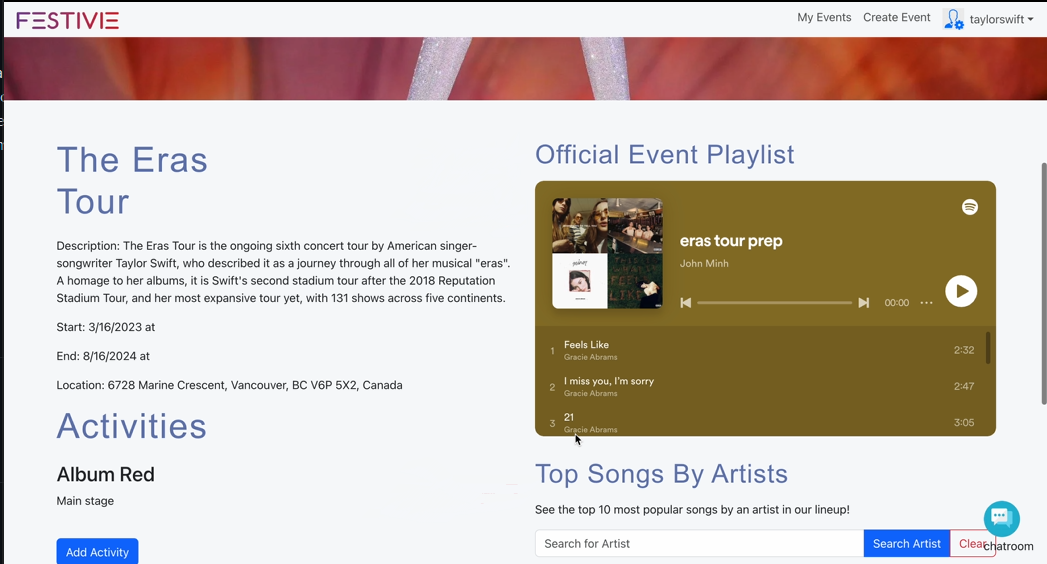 FESTIVIE
My Events
Create Event
taylorswift
The Eras
Tour
Description: The Eras Tour is the ongoing sixth concert tour by American singer-
songwriter Taylor Swift, who described it as a journey through all of her musical "eras".
A homage to her albums, it is Swift's second stadium tour after the 2018 Reputation
Stadium Tour, and her most expansive tour yet, with 131 shows across five continents.
Start: 3/16/2023 at
End: 8/16/2024 at
Location: 6728 Marine Crescent, Vancouver, BC V6P 5X2, Canada
Activities
Album Red
Main stage
Add Activity
Official Event Playlist
eras tour prep
John Minh
00:00
1 Feels Like 2:32
Gracie Abrams
2 I miss you, I'm sorry 2:47
Gracie Abrams
3 21 3:05
Gracie Abrams
Top Songs By Artists
See the top 10 most popular songs by an artist in our lineup!
Search for Artist
Search Artist
Clear
chatroom